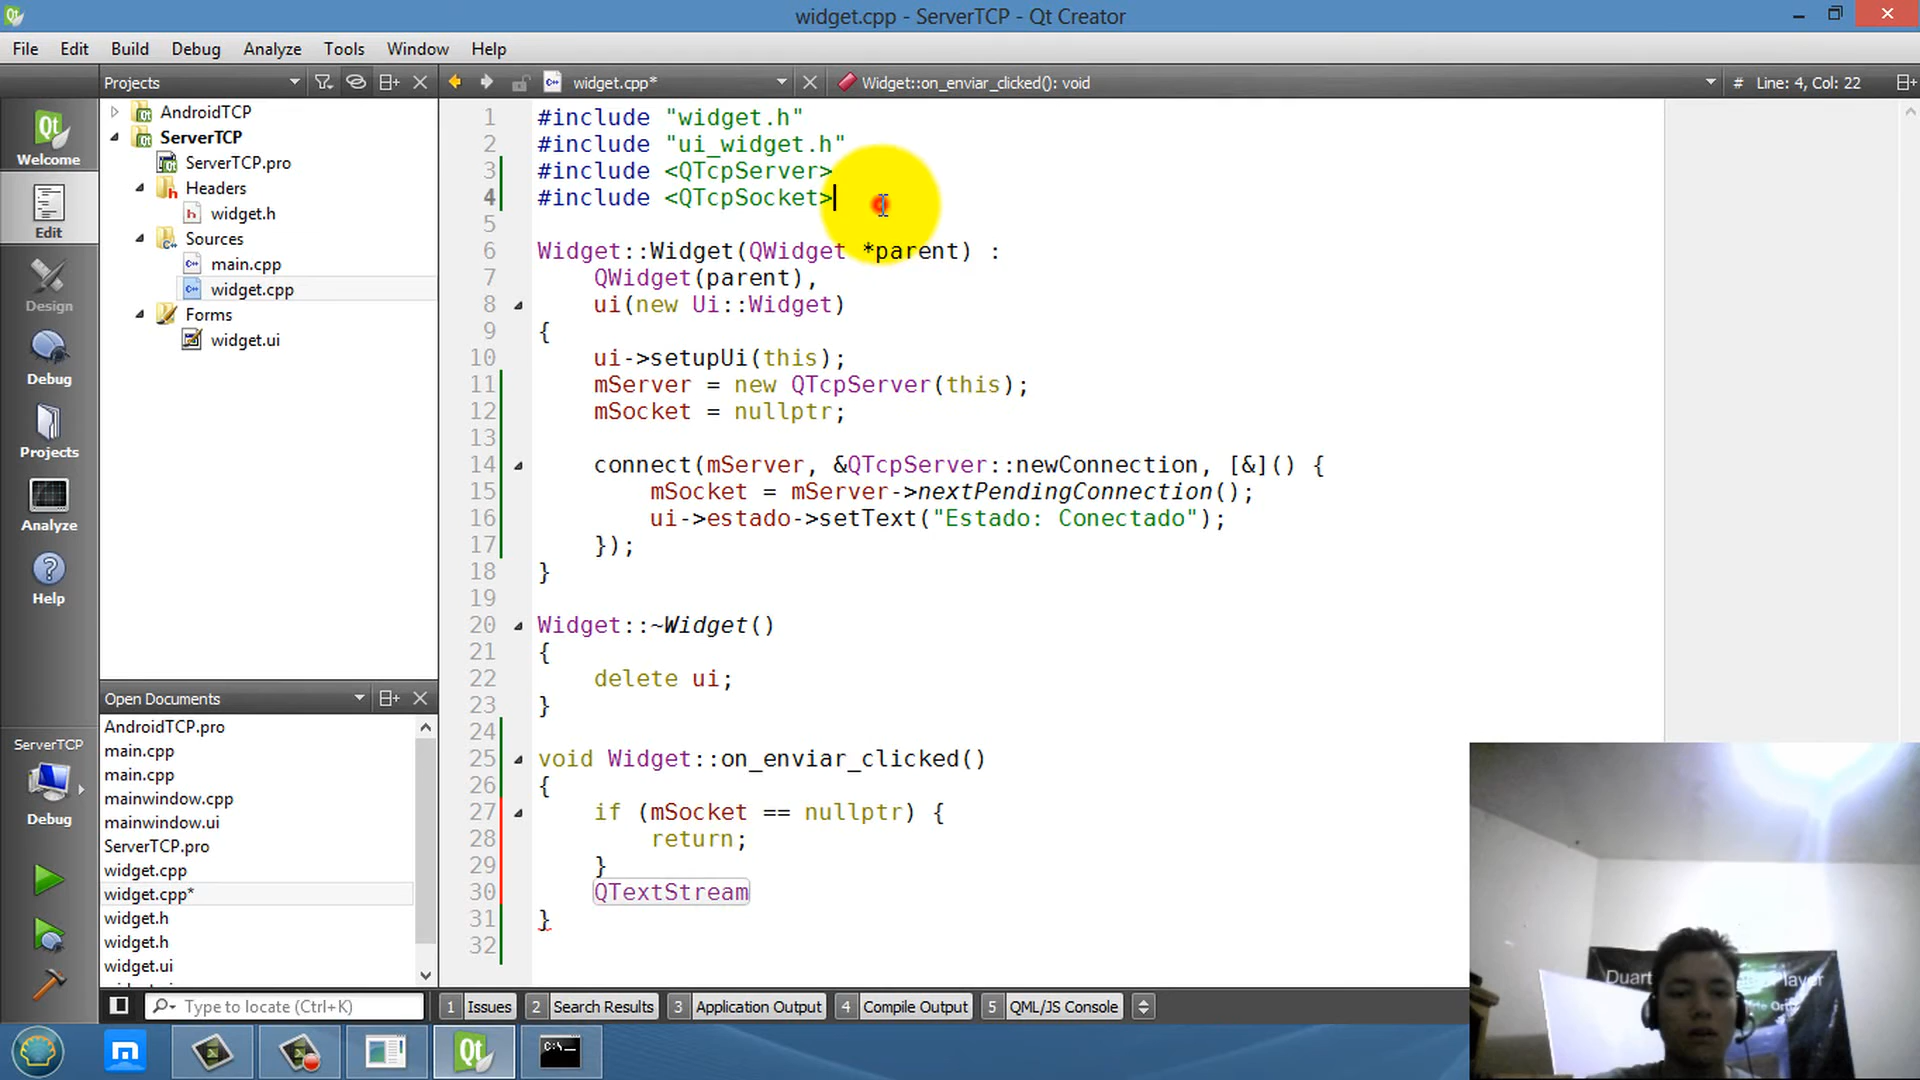 widget.cpp - ServerTCP - Qt Creator
File Edit Build Debug Analyze Tools Window Help
Projects
widget.cpp*
Widget::on_enviar_clicked(): void
# Line: 4, Col: 22
Welcome
Edit
Design
Debug
Projects
Analyze
Help
ServerTCP
Debug
AndroidTCP
ServerTCP
ServerTCP.pro
Headers
widget.h
Sources
main.cpp
widget.cpp
Forms
widget.ui
Open Documents
AndroidTCP.pro
main.cpp
main.cpp
mainwindow.cpp
mainwindow.ui
ServerTCP.pro
widget.cpp
widget.cpp*
widget.h
widget.h
widget.ui
1 #include "widget.h"
2 #include "ui_widget.h"
3 #include <QTcpServer>
4 #include <QTcpSocket>
5
6 Widget::Widget(QWidget *parent) :
7 QWidget(parent),
8 ui(new Ui::Widget)
9 {
10 ui->setupUi(this);
11 mServer = new QTcpServer(this);
12 mSocket = nullptr;
13
14 connect(mServer, &QTcpServer::newConnection, [&]() {
15 mSocket = mServer->nextPendingConnection();
16 ui->estado->setText("Estado: Conectado");
17 });
18 }
19
20 Widget::~Widget()
21 {
22 delete ui;
23 }
24
25 void Widget::on_enviar_clicked()
26 {
27 if (mSocket == nullptr) {
28 return;
29 }
30 QTextStream
31 }
32
Type to locate (Ctrl+K)
1 Issues 2 Search Results 3 Application Output 4 Compile Output 5 QML/JS Console